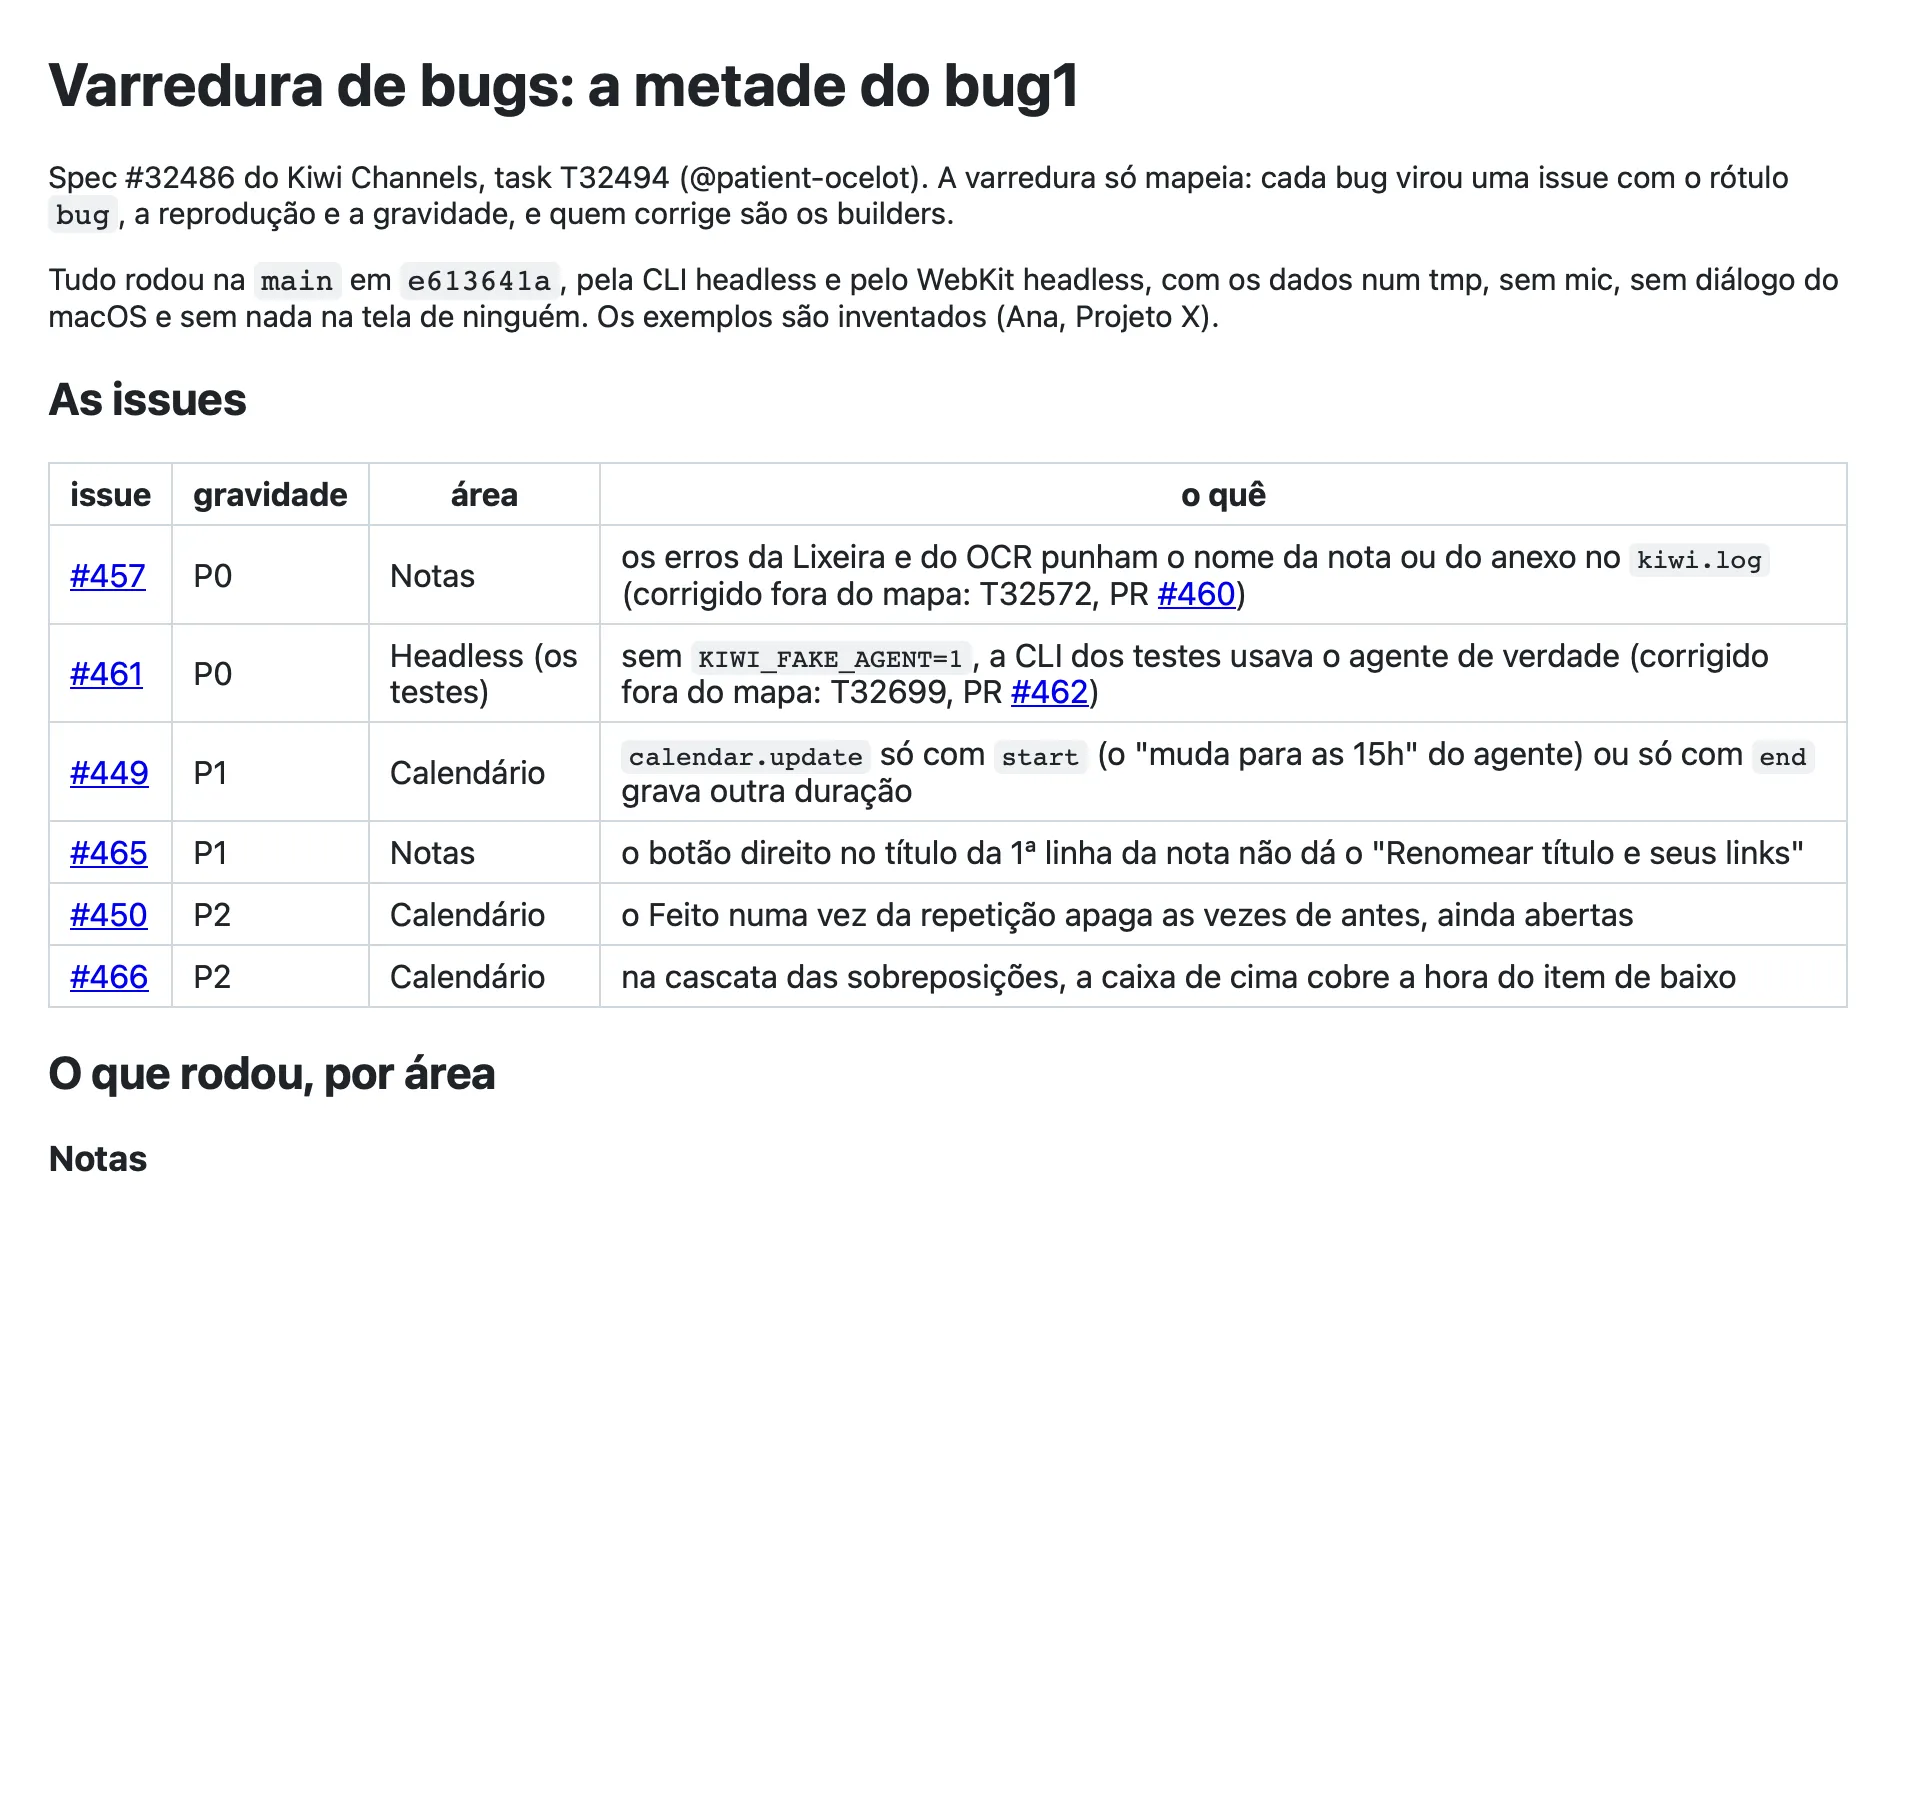 Varredura de bugs: a metade do bug1
Spec #32486 do Kiwi Channels, task T32494 (@patient-ocelot). A varredura só mapeia: cada bug virou uma issue com o rótulo
bug, a reprodução e a gravidade, e quem corrige são os builders.
Tudo rodou na main em e613641a, pela CLI headless e pelo WebKit headless, com os dados num tmp, sem mic, sem diálogo do
macOS e sem nada na tela de ninguém. Os exemplos são inventados (Ana, Projeto X).
As issues
issue gravidade área o quê
#457 P0 Notas os erros da Lixeira e do OCR punham o nome da nota ou do anexo no kiwi.log
(corrigido fora do mapa: T32572, PR #460)
#461 P0 Headless (os testes) sem KIWI_FAKE_AGENT=1, a CLI dos testes usava o agente de verdade (corrigido
fora do mapa: T32699, PR #462)
#449 P1 Calendário calendar.update só com start (o "muda para as 15h" do agente) ou só com end
grava outra duração
#465 P1 Notas o botão direito no título da 1ª linha da nota não dá o "Renomear título e seus links"
#450 P2 Calendário o Feito numa vez da repetição apaga as vezes de antes, ainda abertas
#466 P2 Calendário na cascata das sobreposições, a caixa de cima cobre a hora do item de baixo
O que rodou, por área
Notas